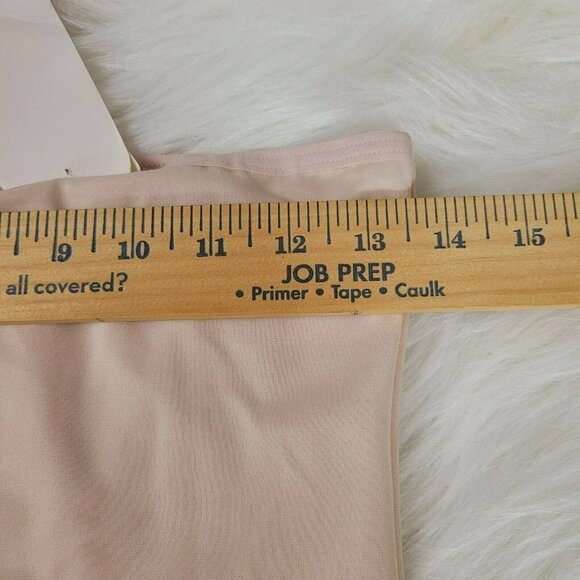 9 10 11 12 13 14 15
all covered? JOB PREP
• Primer • Tape • Caulk